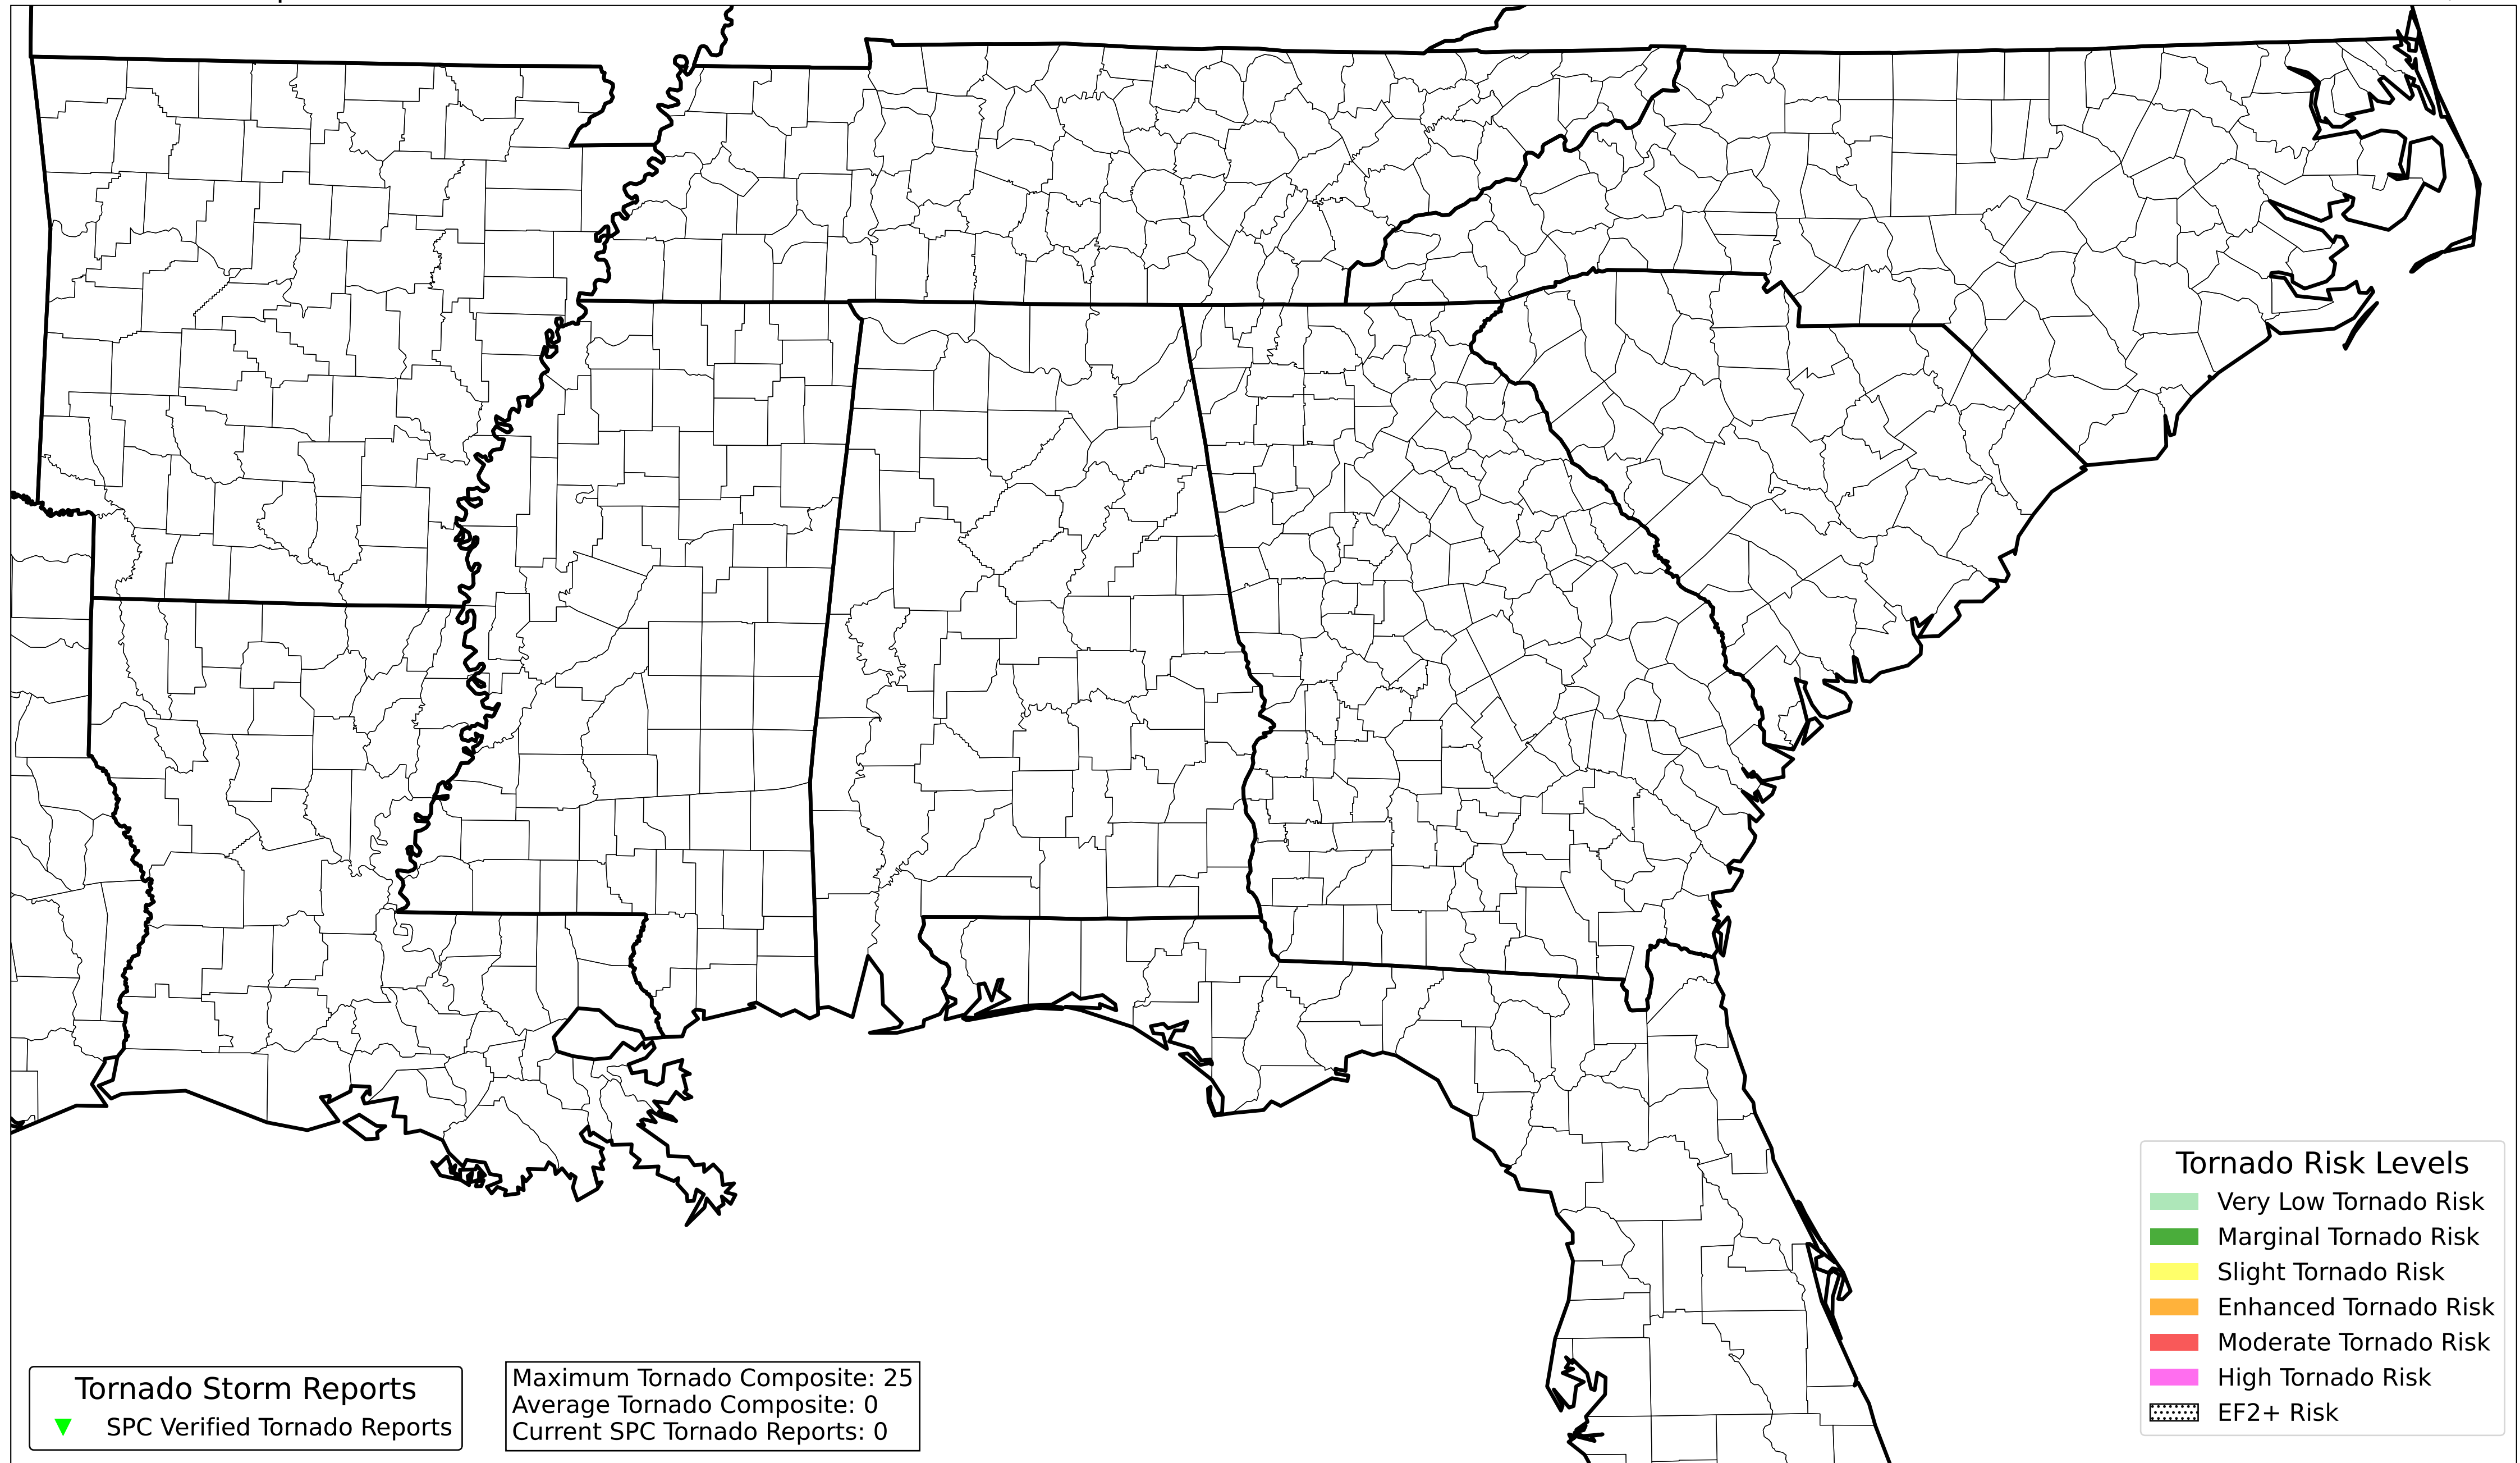 Tornado Risk Levels
Very Low Tornado Risk
Marginal Tornado Risk
Slight Tornado Risk
Enhanced Tornado Risk
Moderate Tornado Risk
High Tornado Risk
EF2+ Risk
Tornado Storm Reports
SPC Verified Tornado Reports
Maximum Tornado Composite: 25
Average Tornado Composite: 0
Current SPC Tornado Reports: 0